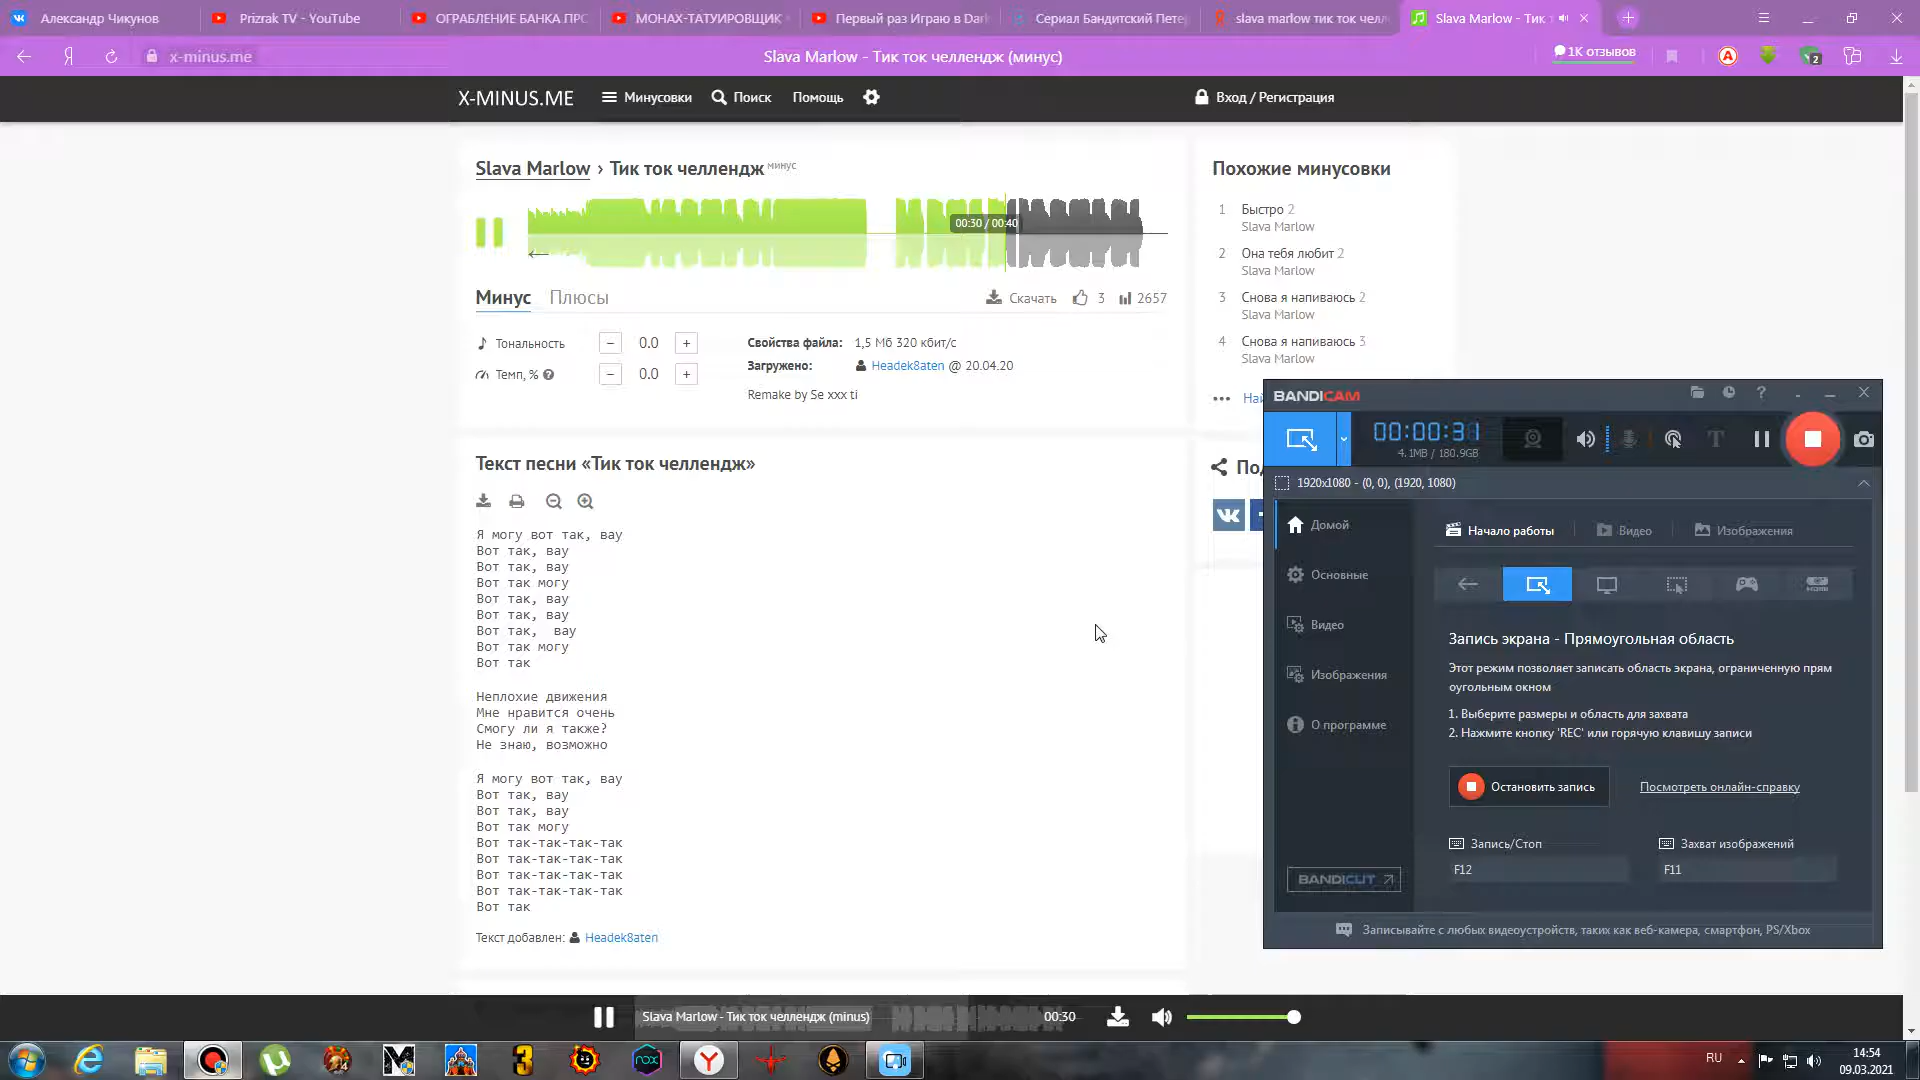 Александр Чикунов
Prizrak TV - YouTube
ОГРАБЛЕНИЕ БАНКА ПРО
МОНАХ-ТАТУИРОВЩИК
Первый раз Играю в Dark
Сериал Бандитский Петер
slava marlow тик ток челл
Slava Marlow - Тик т
x-minus.me
Slava Marlow - Тик ток челлендж (минус)
1K отзывов
2
X-MINUS.ME
Минусовки
Поиск
Помощь
Вход / Регистрация
Slava Marlow › Тик ток челлендж минус
00:30 / 00:40
Минус
Плюсы
Скачать
3
2657
Тональность
− 0.0 +
Темп, %
− 0.0 +
Свойства файла: 1,5 Мб 320 кбит/с
Загружено: Headek8aten @ 20.04.20
Remake by Se xxx ti
Похожие минусовки
1 Быстро 2
Slava Marlow
2 Она тебя любит 2
Slava Marlow
3 Снова я напиваюсь 2
Slava Marlow
4 Снова я напиваюсь 3
Slava Marlow
Най
Под
Текст песни «Тик ток челлендж»
Я могу вот так, вау
Вот так, вау
Вот так, вау
Вот так могу
Вот так, вау
Вот так, вау
Вот так,  вау
Вот так могу
Вот так
Неплохие движения
Мне нравится очень
Смогу ли я также?
Не знаю, возможно
Я могу вот так, вау
Вот так, вау
Вот так, вау
Вот так могу
Вот так-так-так-так
Вот так-так-так-так
Вот так-так-так-так
Вот так-так-так-так
Вот так
Текст добавлен: Headek8aten
BANDICAM
00:00:31
4.1MB / 180.9GB
1920x1080 - (0, 0), (1920, 1080)
Домой
Основные
Видео
Изображения
О программе
BANDICUT
Начало работы
Видео
Изображения
HDMI
Запись экрана - Прямоугольная область
Этот режим позволяет записать область экрана, ограниченную прям
оугольным окном
1. Выберите размеры и область для захвата
2. Нажмите кнопку 'REC' или горячую клавишу записи
Остановить запись
Посмотреть онлайн-справку
Запись/Стоп
Захват изображений
F12
F11
Записывайте с любых видеоустройств, таких как веб-камера, смартфон, PS/Xbox
Slava Marlow - Тик ток челлендж (minus)
00:30
RU
14:54
09.03.2021